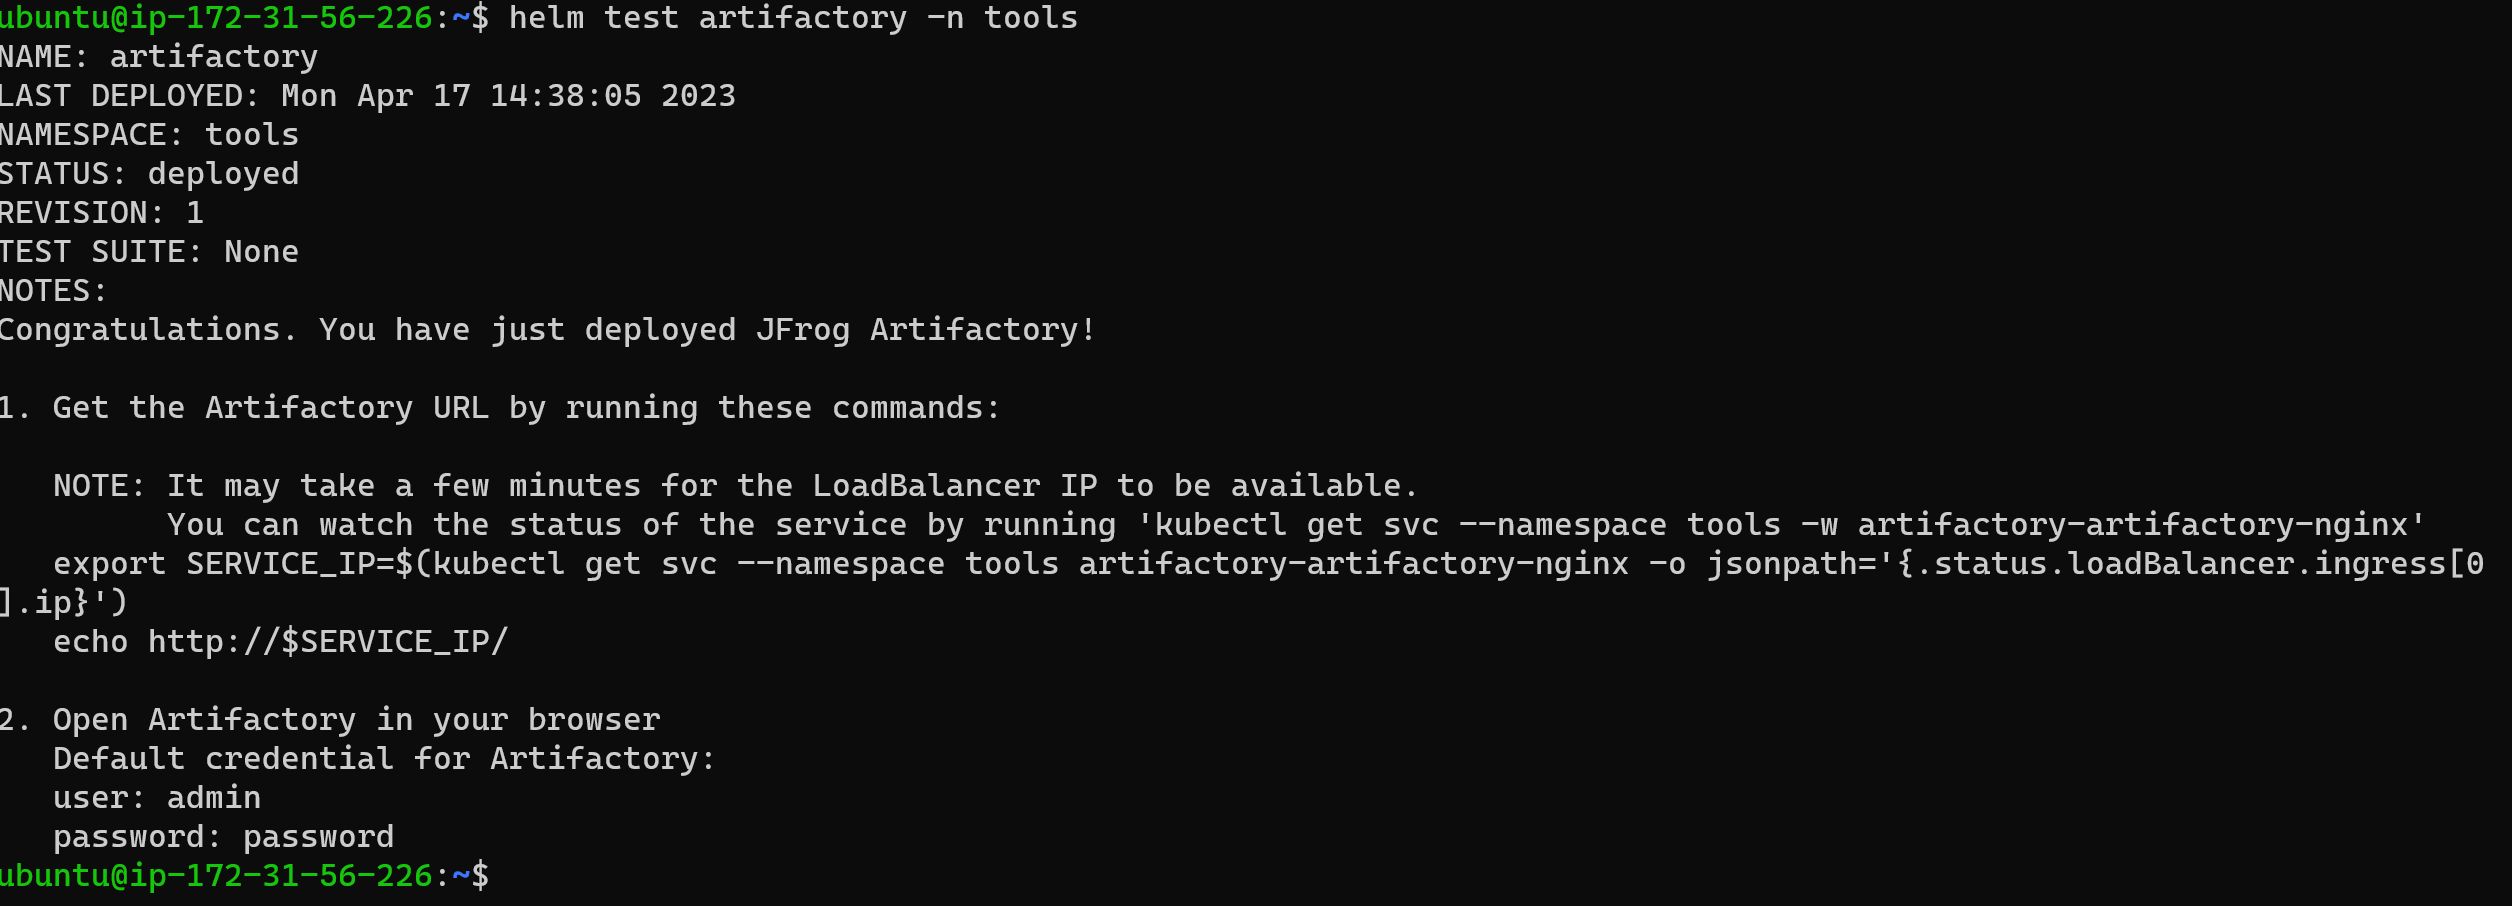 ubuntu@ip-172-31-56-226:~$ helm test artifactory -n tools
NAME: artifactory
LAST DEPLOYED: Mon Apr 17 14:38:05 2023
NAMESPACE: tools
STATUS: deployed
REVISION: 1
TEST SUITE: None
NOTES:
Congratulations. You have just deployed JFrog Artifactory!

1. Get the Artifactory URL by running these commands:

   NOTE: It may take a few minutes for the LoadBalancer IP to be available.
         You can watch the status of the service by running 'kubectl get svc --namespace tools -w artifactory-artifactory-nginx'
   export SERVICE_IP=$(kubectl get svc --namespace tools artifactory-artifactory-nginx -o jsonpath='{.status.loadBalancer.ingress[0
].ip}')
   echo http://$SERVICE_IP/

2. Open Artifactory in your browser
   Default credential for Artifactory:
   user: admin
   password: password
ubuntu@ip-172-31-56-226:~$